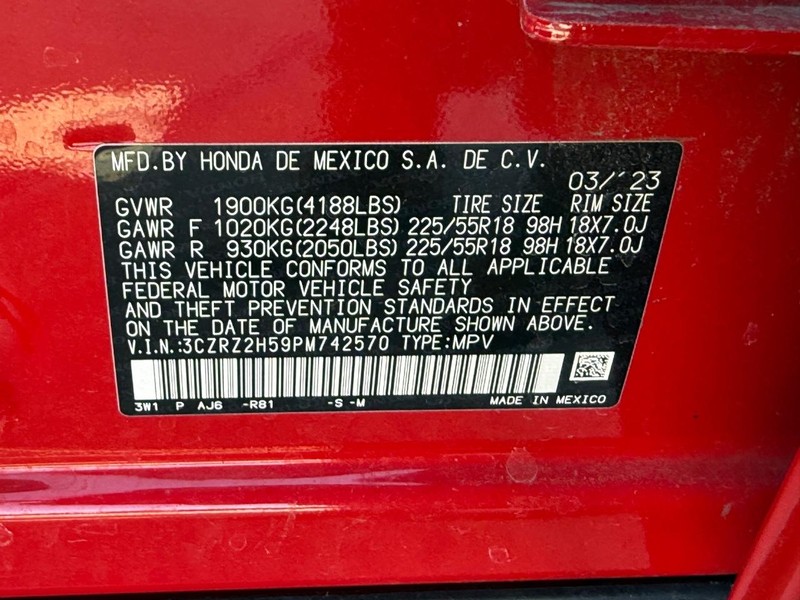 MFD.BY HONDA DE MEXICO S.A. DE C.V.
03/'23
GVWR 1900KG(4188LBS) TIRE SIZE RIM SIZE
GAWR F 1020KG(2248LBS) 225/55R18 98H 18X7.0J
GAWR R 930KG(2050LBS) 225/55R18 98H 18X7.0J
THIS VEHICLE CONFORMS TO ALL APPLICABLE
FEDERAL MOTOR VEHICLE SAFETY
AND THEFT PREVENTION STANDARDS IN EFFECT
ON THE DATE OF MANUFACTURE SHOWN ABOVE.
V.I.N.:3CZRZ2H59PM742570 TYPE:MPV
3W1 P AJ6 -R81 -S -M MADE IN MEXICO